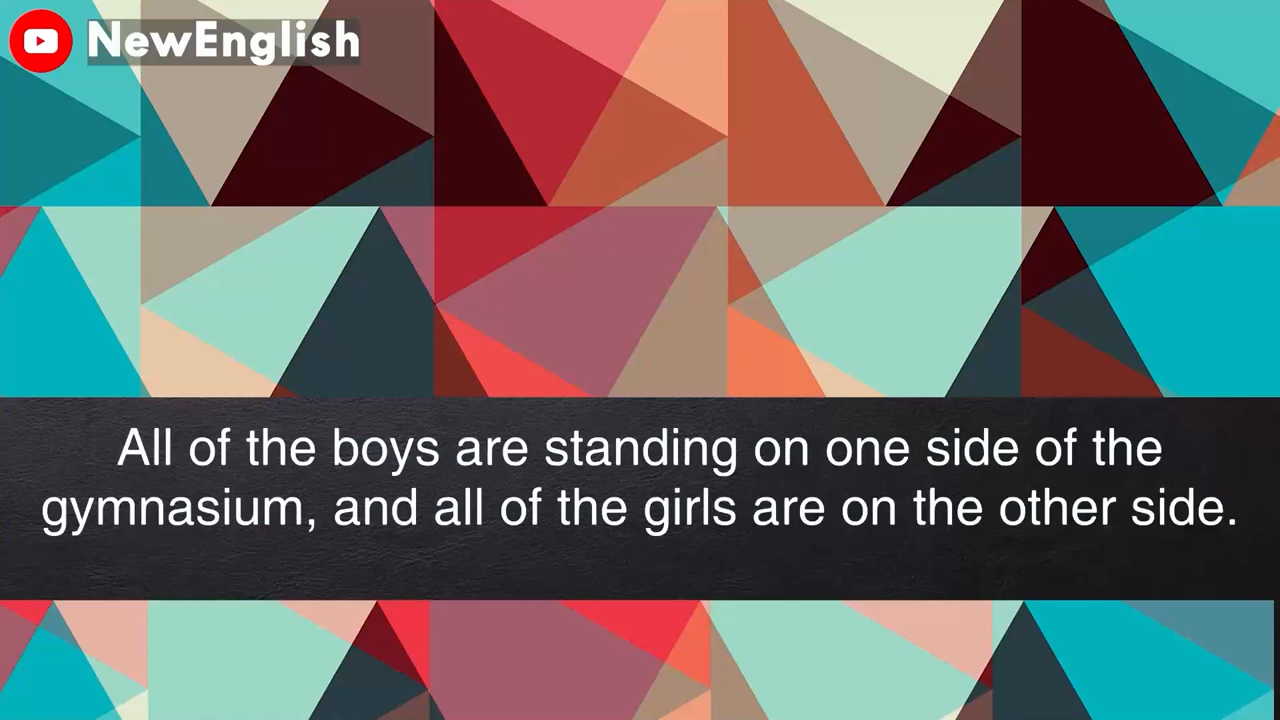 NewEnglish
All of the boys are standing on one side of the
gymnasium, and all of the girls are on the other side.